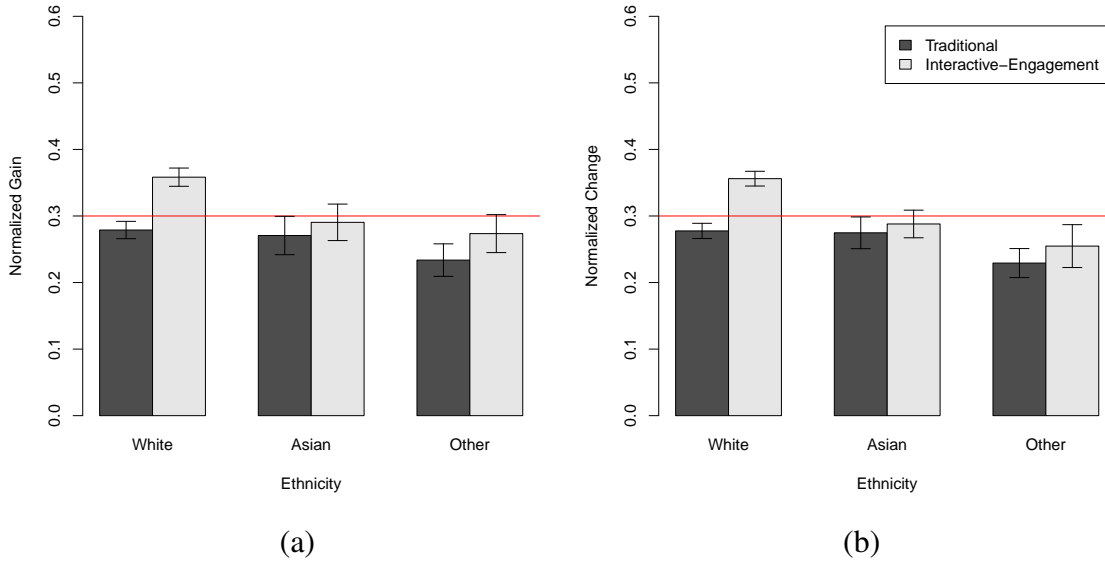 0.6
0.5
0.4
0.3
0.2
0.1
0.0
Normalized Gain
White
Asian
Other
Ethnicity
(a)
0.6
0.5
0.4
0.3
0.2
0.1
0.0
Normalized Change
Traditional
Interactive−Engagement
White
Asian
Other
Ethnicity
(b)